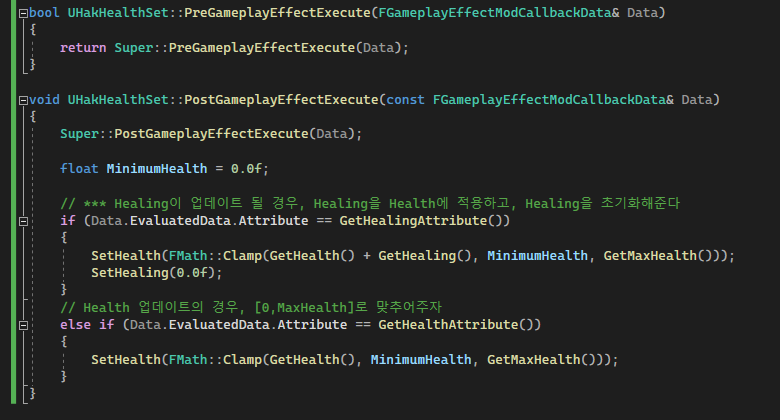 bool UHakHealthSet::PreGameplayEffectExecute(FGameplayEffectModCallbackData& Data)
{
return Super::PreGameplayEffectExecute(Data);
}
void UHakHealthSet::PostGameplayEffectExecute(const FGameplayEffectModCallbackData& Data)
{
Super::PostGameplayEffectExecute(Data);
float MinimumHealth = 0.0f;
// *** Healing이 업데이트 될 경우, Healing을 Health에 적용하고, Healing을 초기화해준다
if (Data.EvaluatedData.Attribute == GetHealingAttribute())
{
SetHealth(FMath::Clamp(GetHealth() + GetHealing(), MinimumHealth, GetMaxHealth()));
SetHealing(0.0f);
}
// Health 업데이트의 경우, [0,MaxHealth]로 맞추어주자
else if (Data.EvaluatedData.Attribute == GetHealthAttribute())
{
SetHealth(FMath::Clamp(GetHealth(), MinimumHealth, GetMaxHealth()));
}
}